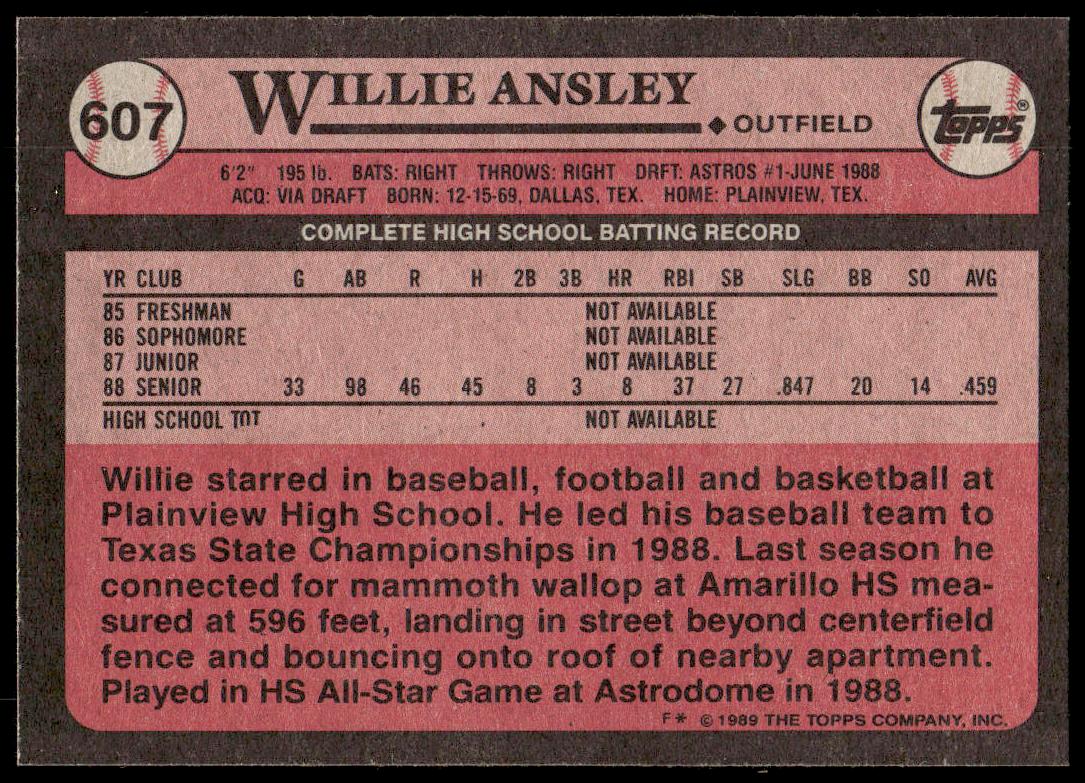 607
WILLIE ANSLEY
◆ OUTFIELD
TOPPS®
6'2" 195 lb. BATS: RIGHT THROWS: RIGHT DRFT: ASTROS #1-JUNE 1988
ACQ: VIA DRAFT BORN: 12-15-69, DALLAS, TEX. HOME: PLAINVIEW, TEX.
COMPLETE HIGH SCHOOL BATTING RECORD
YR CLUB G AB R H 2B 3B HR RBI SB SLG BB SO AVG
85 FRESHMAN NOT AVAILABLE
86 SOPHOMORE NOT AVAILABLE
87 JUNIOR NOT AVAILABLE
88 SENIOR 33 98 46 45 8 3 8 37 27 .847 20 14 .459
HIGH SCHOOL TOT NOT AVAILABLE
Willie starred in baseball, football and basketball at
Plainview High School. He led his baseball team to
Texas State Championships in 1988. Last season he
connected for mammoth wallop at Amarillo HS mea-
sured at 596 feet, landing in street beyond centerfield
fence and bouncing onto roof of nearby apartment.
Played in HS All-Star Game at Astrodome in 1988.
F* © 1989 THE TOPPS COMPANY, INC.